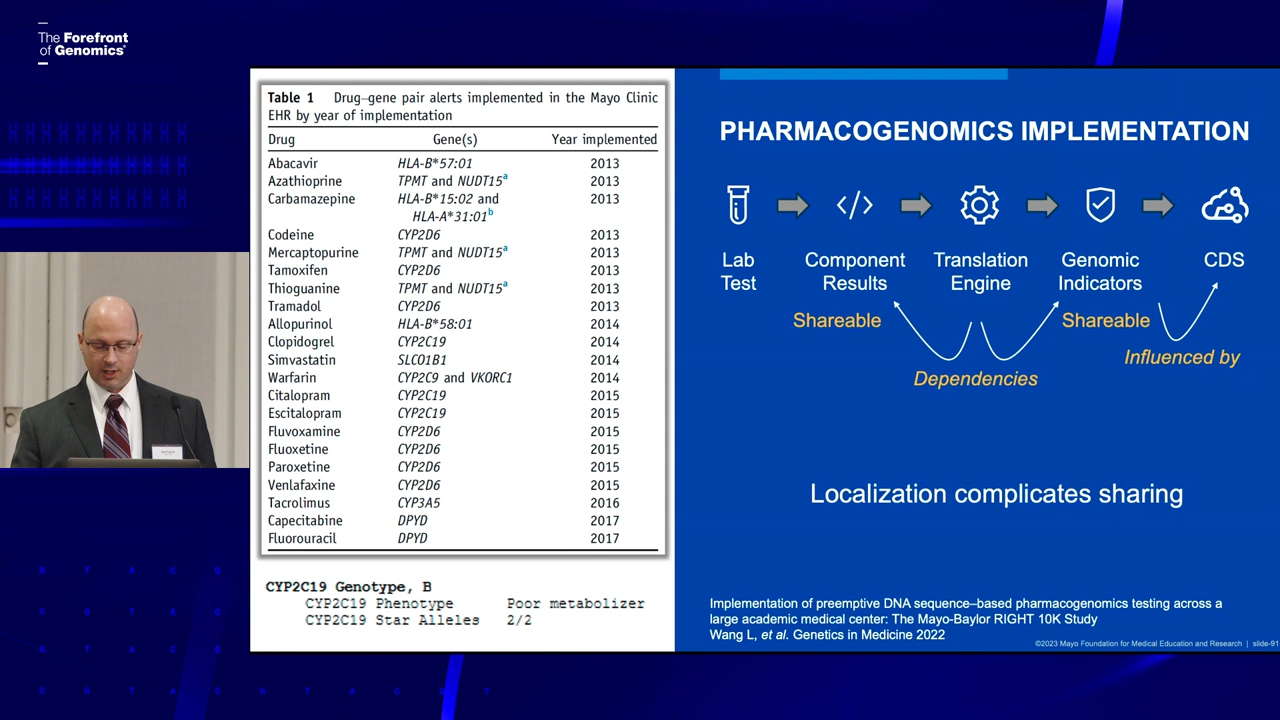 The Forefront
of Genomics®
Table 1 Drug–gene pair alerts implemented in the Mayo Clinic
EHR by year of implementation
Drug Gene(s) Year implemented
Abacavir HLA-B*57:01 2013
Azathioprine TPMT and NUDT15a 2013
Carbamazepine HLA-B*15:02 and 2013
HLA-A*31:01b
Codeine CYP2D6 2013
Mercaptopurine TPMT and NUDT15a 2013
Tamoxifen CYP2D6 2013
Thioguanine TPMT and NUDT15a 2013
Tramadol CYP2D6 2013
Allopurinol HLA-B*58:01 2014
Clopidogrel CYP2C19 2014
Simvastatin SLCO1B1 2014
Warfarin CYP2C9 and VKORC1 2014
Citalopram CYP2C19 2015
Escitalopram CYP2C19 2015
Fluvoxamine CYP2D6 2015
Fluoxetine CYP2D6 2015
Paroxetine CYP2D6 2015
Venlafaxine CYP2D6 2015
Tacrolimus CYP3A5 2016
Capecitabine DPYD 2017
Fluorouracil DPYD 2017
CYP2C19 Genotype, B
CYP2C19 Phenotype Poor metabolizer
CYP2C19 Star Alleles 2/2
PHARMACOGENOMICS IMPLEMENTATION
Lab
Test
Component
Results
Translation
Engine
Genomic
Indicators
CDS
Shareable
Shareable
Influenced by
Dependencies
Localization complicates sharing
Implementation of preemptive DNA sequence–based pharmacogenomics testing across a
large academic medical center: The Mayo-Baylor RIGHT 10K Study
Wang L, et al. Genetics in Medicine 2022
©2023 Mayo Foundation for Medical Education and Research | slide-91